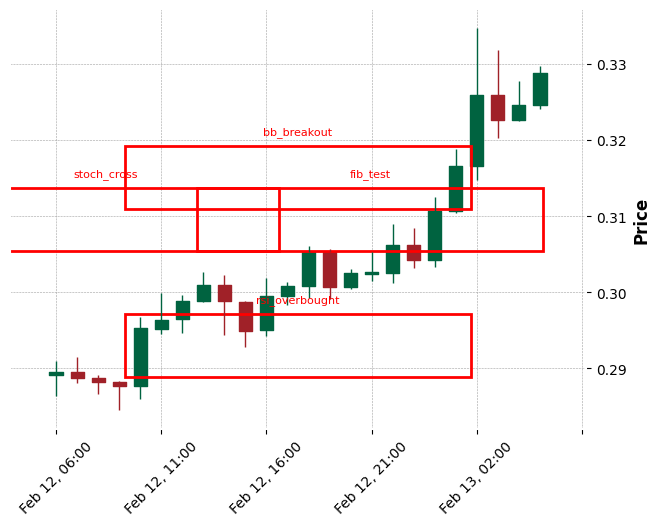 bb_breakout
stoch_cross
fib_test
overbought
0.33
0.32
0.31
0.30
0.29
Price
Feb 12, 06:00
Feb 12, 11:00
Feb 12, 16:00
Feb 12, 21:00
Feb 13, 02:00